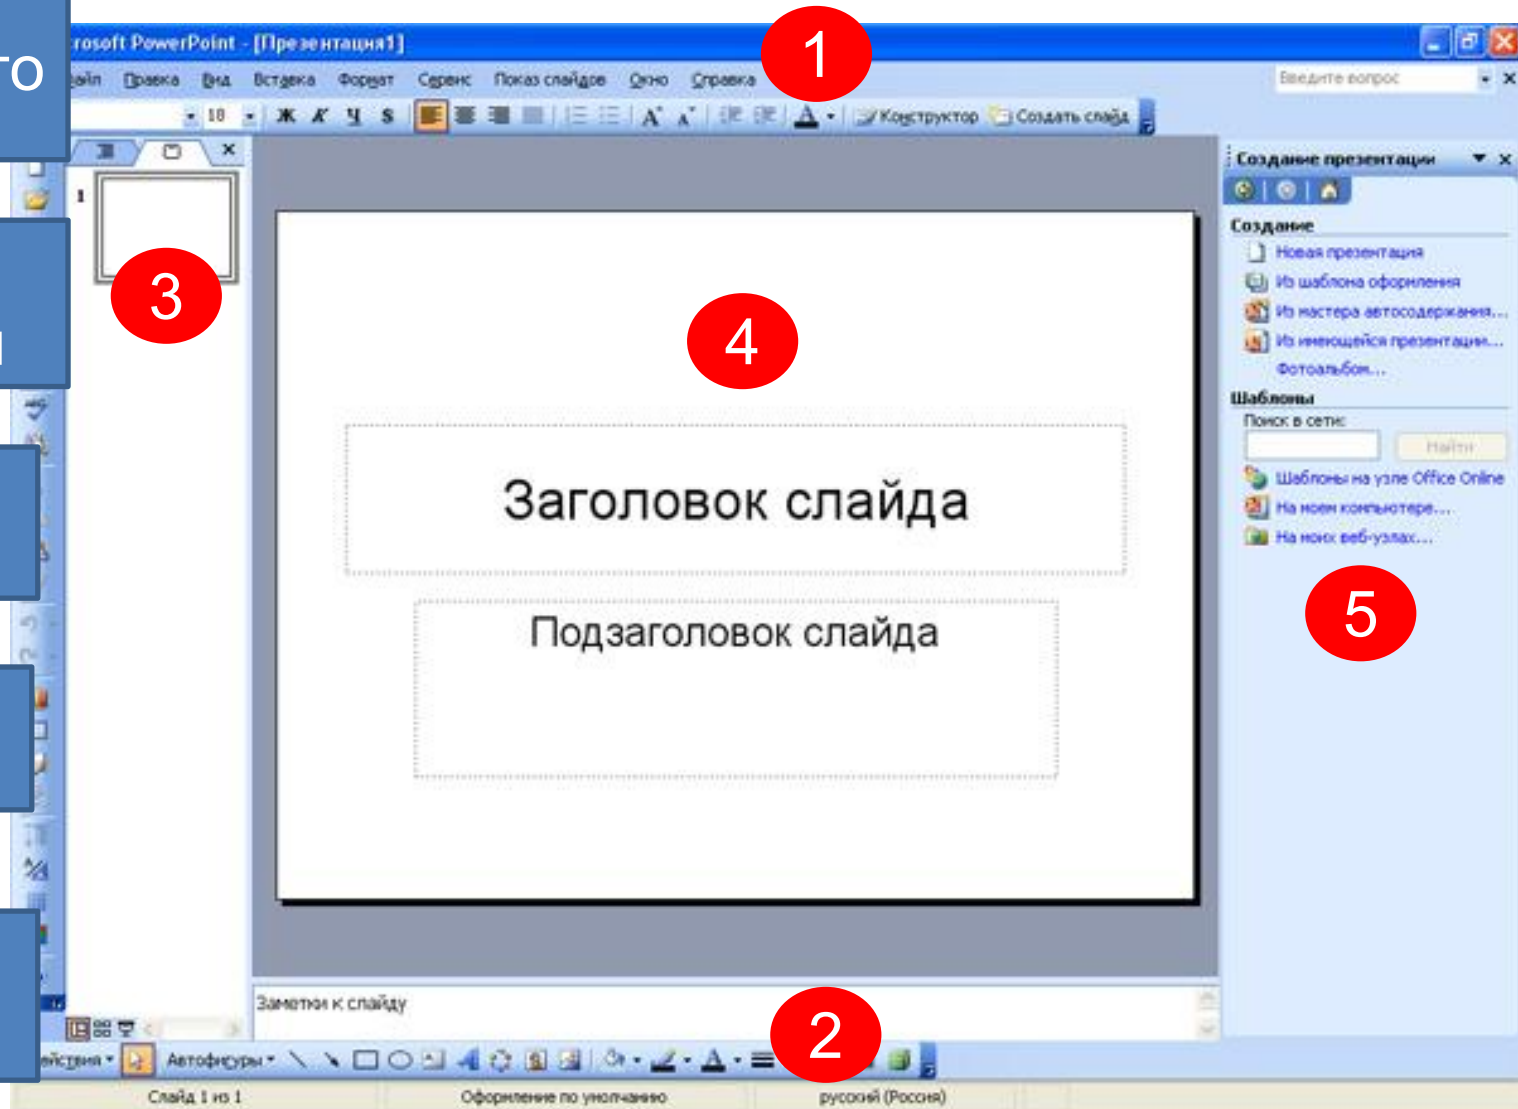 rosoft PowerPoint - [Презентация1]
1
то
айл Правка Вид Вставка Формат Сервис Показ слайдов Окно Справка
Введите вопрос
18 Ж К Ч S Конструктор Создать слайд
Создание презентации
1
3
4
Создание
Новая презентация
Из шаблона оформления
Из мастера автосодержания...
Из имеющейся презентации...
Фотоальбом...
Шаблоны
Поиск в сети:
Найти
Шаблоны на узле Office Online
На моем компьютере...
На моих веб-узлах...
5
Заголовок слайда
Подзаголовок слайда
Заметки к слайду
2
ействия Автофигуры
Слайд 1 из 1 Оформление по умолчанию русский (Россия)